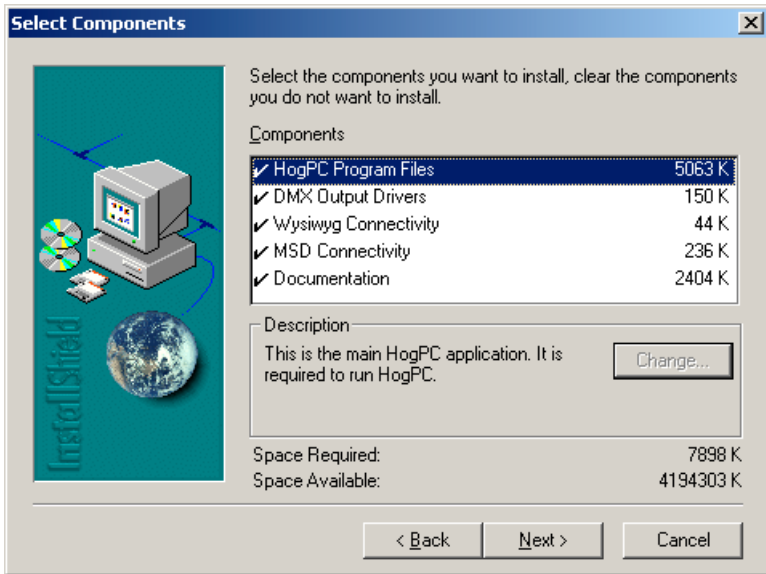 Select Components
Select the components you want to install, clear the components
you do not want to install.
Components
HogPC Program Files 5063 K
DMX Output Drivers 150 K
Wysiwyg Connectivity 44 K
MSD Connectivity 236 K
Documentation 2404 K
Description
This is the main HogPC application. It is
required to run HogPC.
Change...
Space Required: 7898 K
Space Available: 4194303 K
InstallShield
< Back Next > Cancel